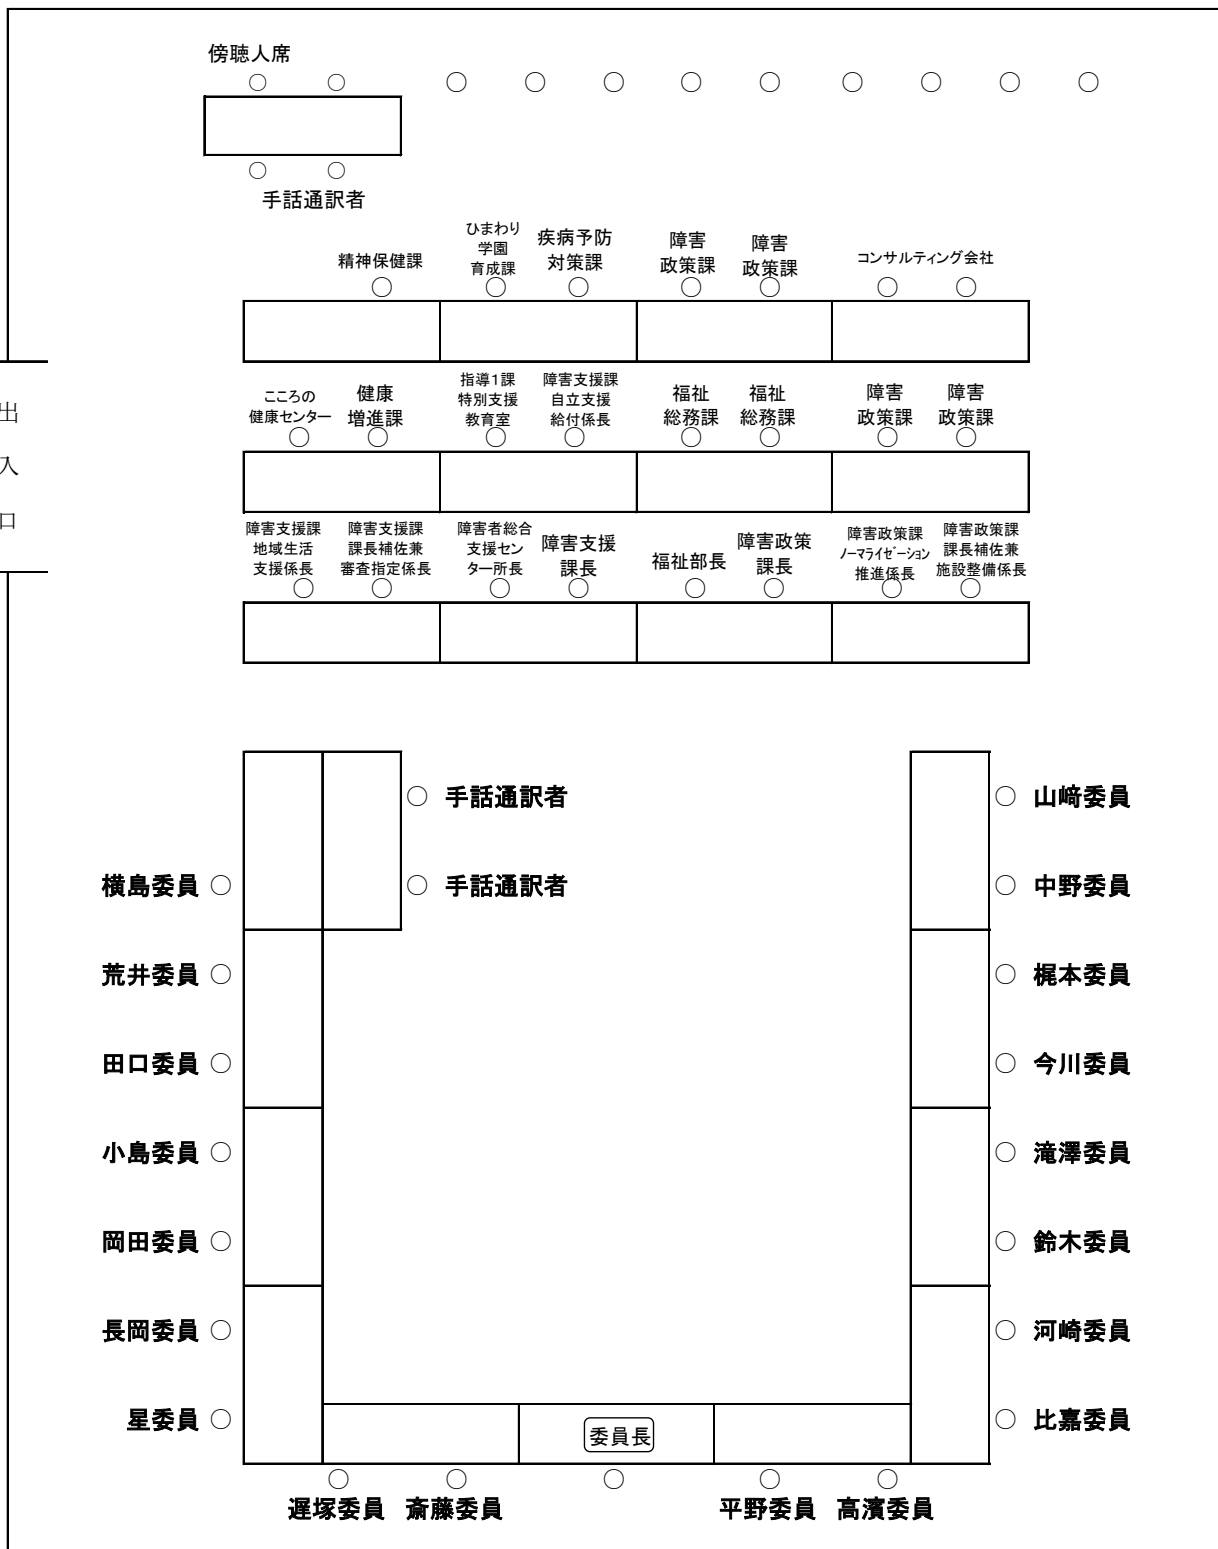 傍聴人席
手話通訳者
精神保健課
ひまわり
学園
育成課
疾病予防
対策課
障害
政策課
障害
政策課
コンサルティング会社
出
入
口
こころの
健康センター
健康
増進課
指導1課
特別支援
教育室
障害支援課
自立支援
給付係長
福祉
総務課
福祉
総務課
障害
政策課
障害
政策課
障害支援課
地域生活
支援係長
障害支援課
課長補佐兼
審査指定係長
障害者総合
支援セン
ター所長
障害支援
課長
福祉部長
障害政策
課長
障害政策課
ノーマライゼーション
推進係長
障害政策課
課長補佐兼
施設整備係長
手話通訳者
山﨑委員
横島委員
手話通訳者
中野委員
荒井委員
梶本委員
田口委員
今川委員
小島委員
滝澤委員
岡田委員
鈴木委員
長岡委員
河崎委員
星委員
委員長
比嘉委員
遅塚委員
斎藤委員
平野委員
高濱委員